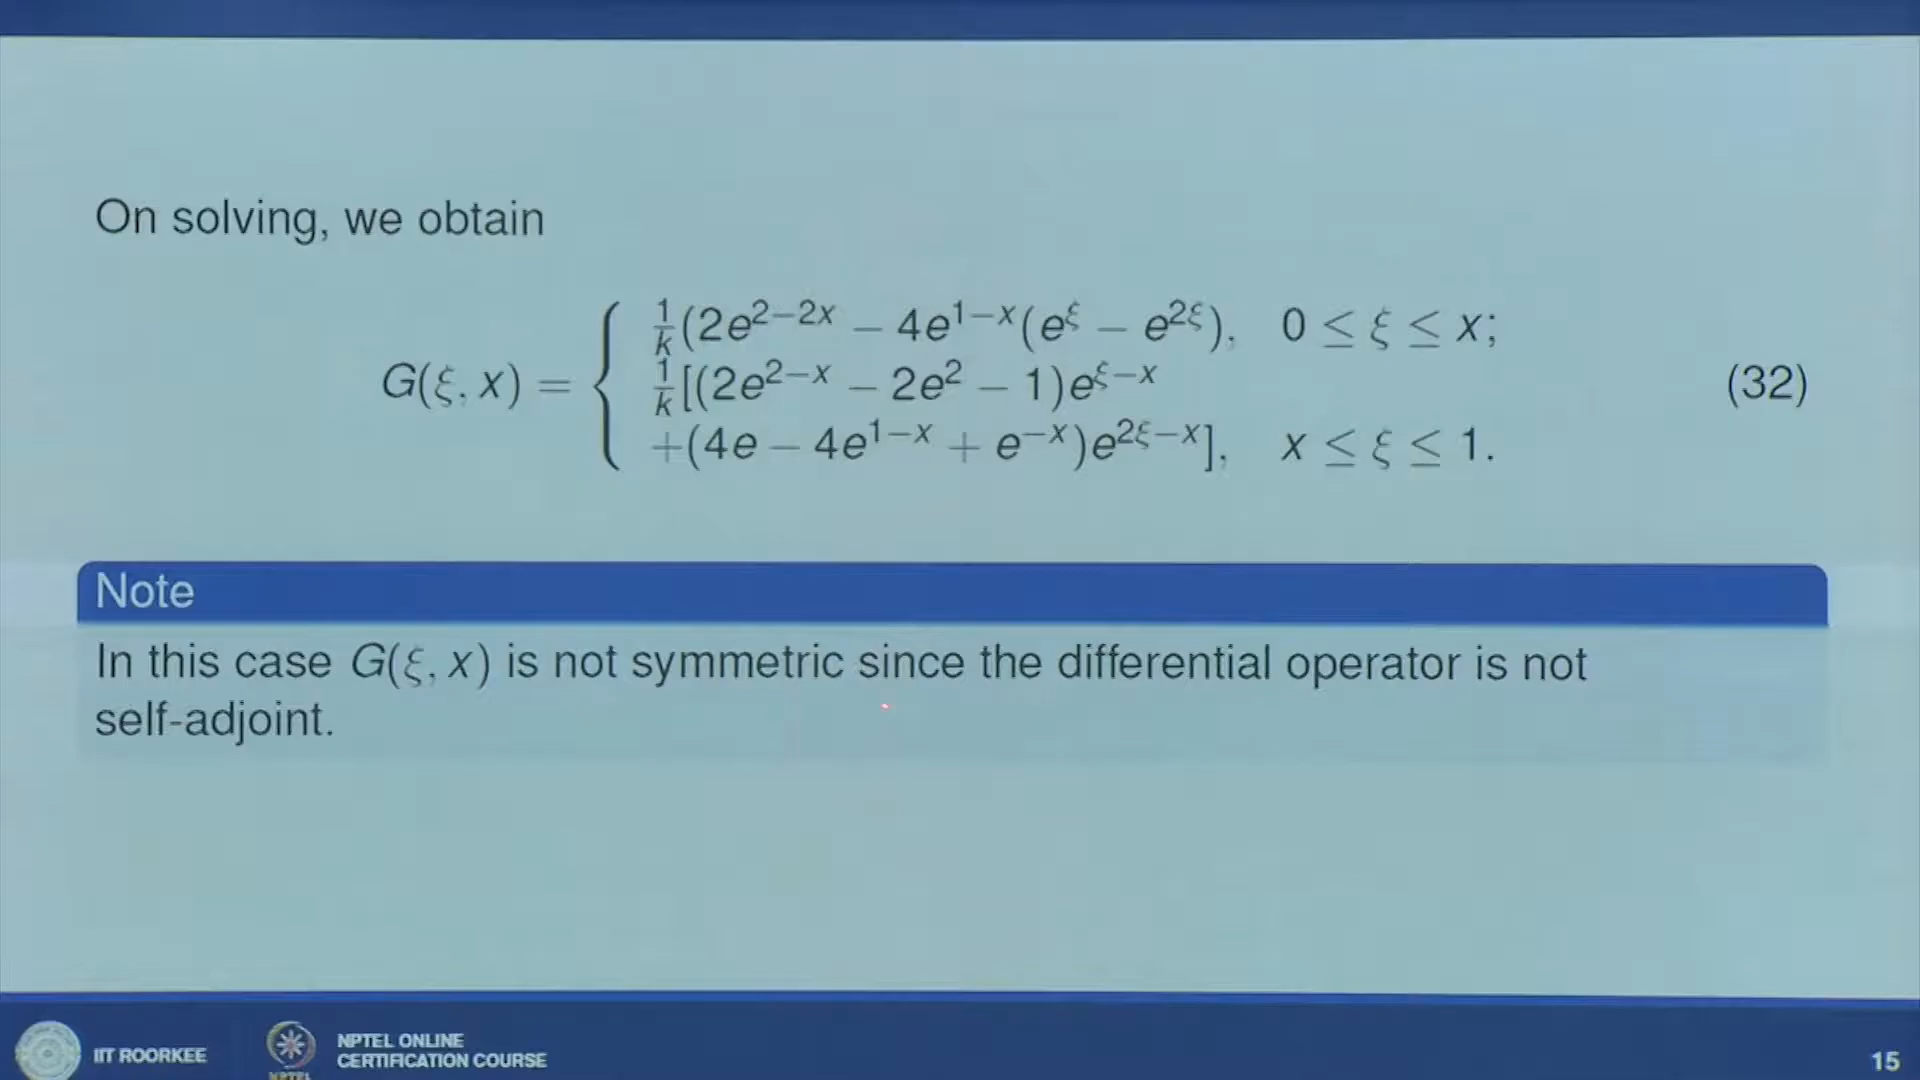 On solving, we obtain
G(ξ, x) = { 1/k (2e^{2−2x} − 4e^{1−x}(e^ξ − e^{2ξ}), 0 ≤ ξ ≤ x;
1/k [(2e^{2−x} − 2e^2 − 1)e^{ξ−x}
+(4e − 4e^{1−x} + e^{−x})e^{2ξ−x}], x ≤ ξ ≤ 1. (32)
Note
In this case G(ξ, x) is not symmetric since the differential operator is not
self-adjoint.
IIT ROORKEE
NPTEL
NPTEL ONLINE
CERTIFICATION COURSE
15